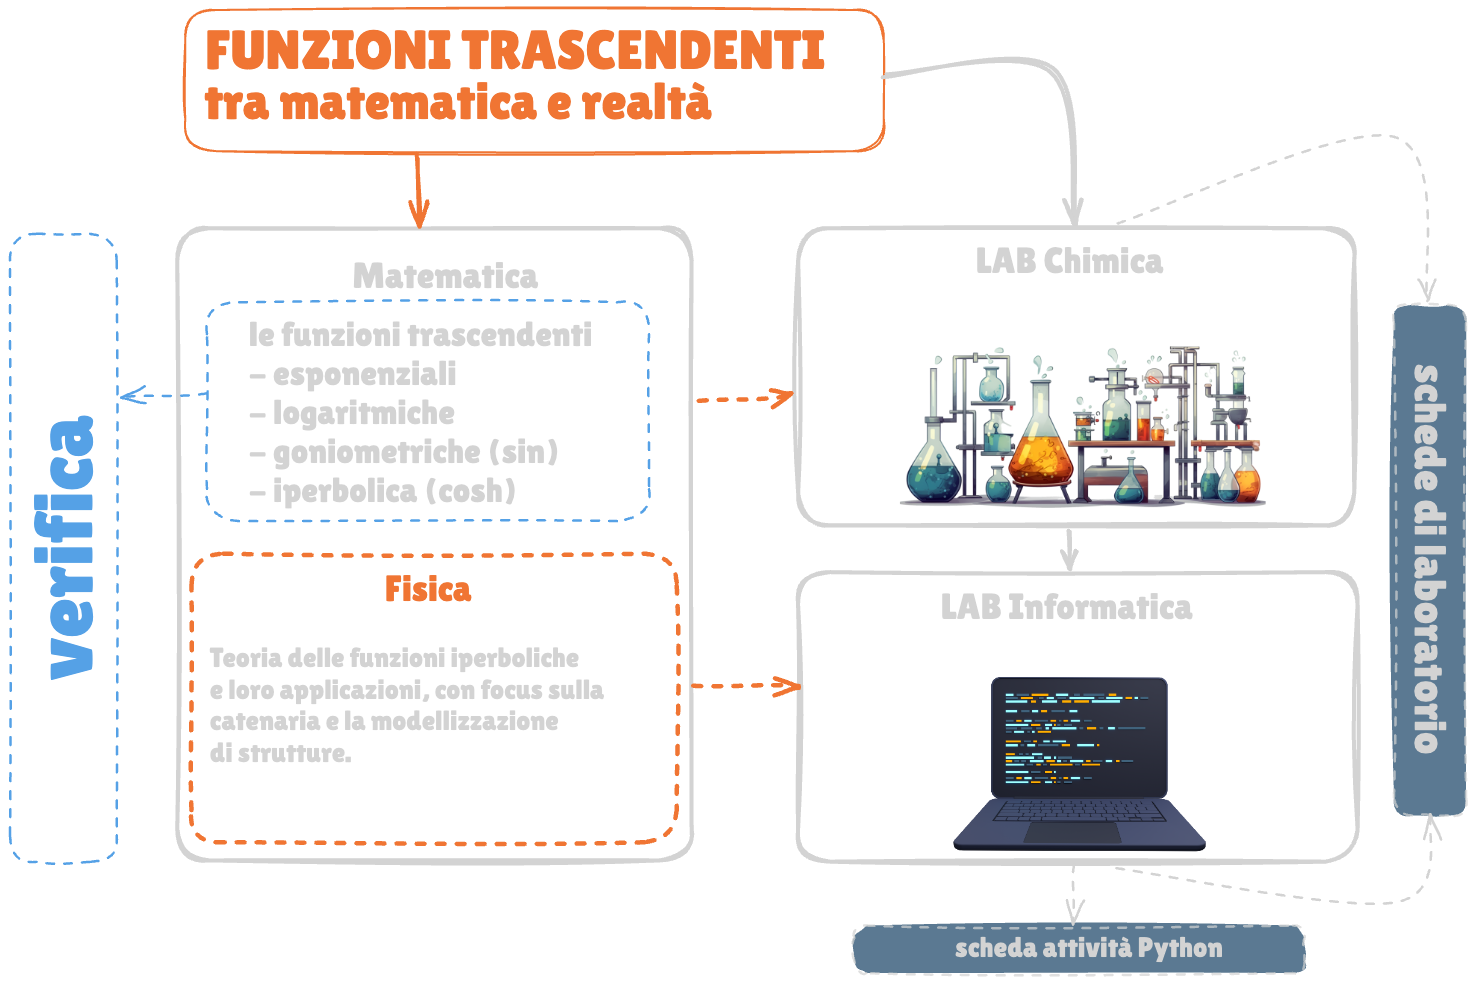 FUNZIONI TRASCENDENTI
tra matematica e realtà
verifica
Matematica
le funzioni trascendenti
– esponenziali
– logaritmiche
– goniometriche (sin)
– iperbolica (cosh)
Fisica
Teoria delle funzioni iperboliche
e loro applicazioni, con focus sulla
catenaria e la modellizzazione
di strutture.
LAB Chimica
LAB Informatica
schede di laboratorio
scheda attività Python